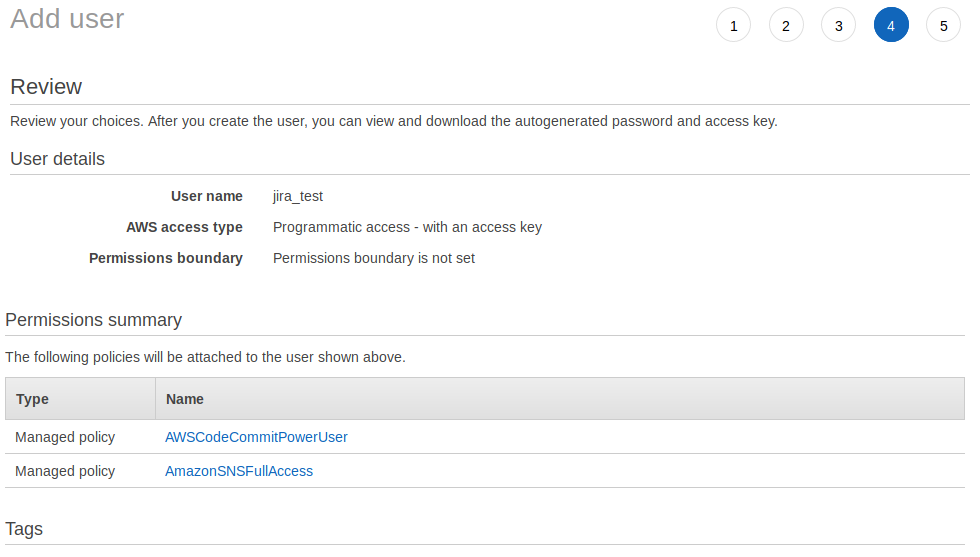 Add user
1 2 3 4 5
Review
Review your choices. After you create the user, you can view and download the autogenerated password and access key.
User details
User name jira_test
AWS access type Programmatic access - with an access key
Permissions boundary Permissions boundary is not set
Permissions summary
The following policies will be attached to the user shown above.
Type Name
Managed policy AWSCodeCommitPowerUser
Managed policy AmazonSNSFullAccess
Tags